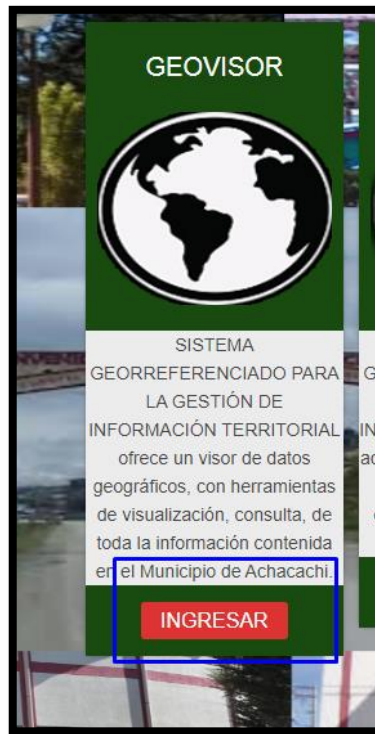 GEOVISOR
SISTEMA
GEORREFERENCIADO PARA
LA GESTIÓN DE
INFORMACIÓN TERRITORIAL
ofrece un visor de datos
geográficos, con herramientas
de visualización, consulta, de
toda la información contenida
en el Municipio de Achacachi.
INGRESAR